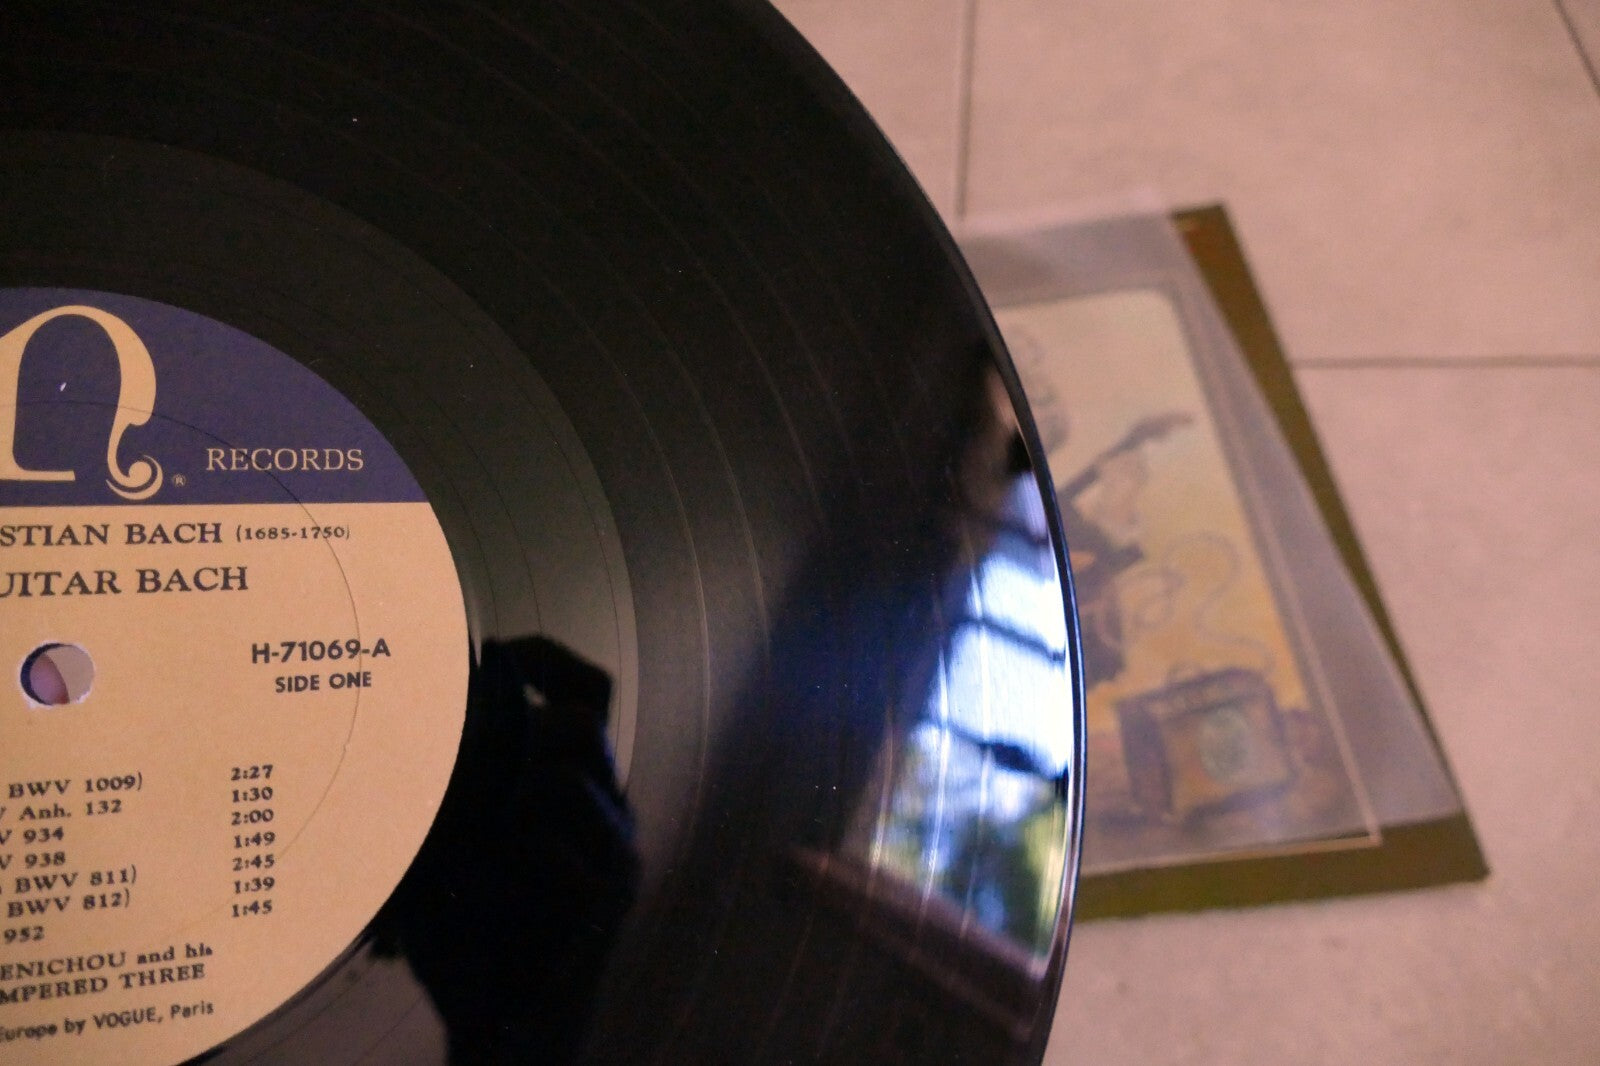 n® RECORDS
STIAN BACH (1685-1750)
UITAR BACH
H-71069-A
SIDE ONE
BWV 1009) 2:27
V Anh. 132 1:30
V 934 2:00
V 938 1:49
BWV 811) 2:45
BWV 812) 1:39
952 1:45
ENICHOU and his
MPERED THREE
Europe by VOGUE, Paris